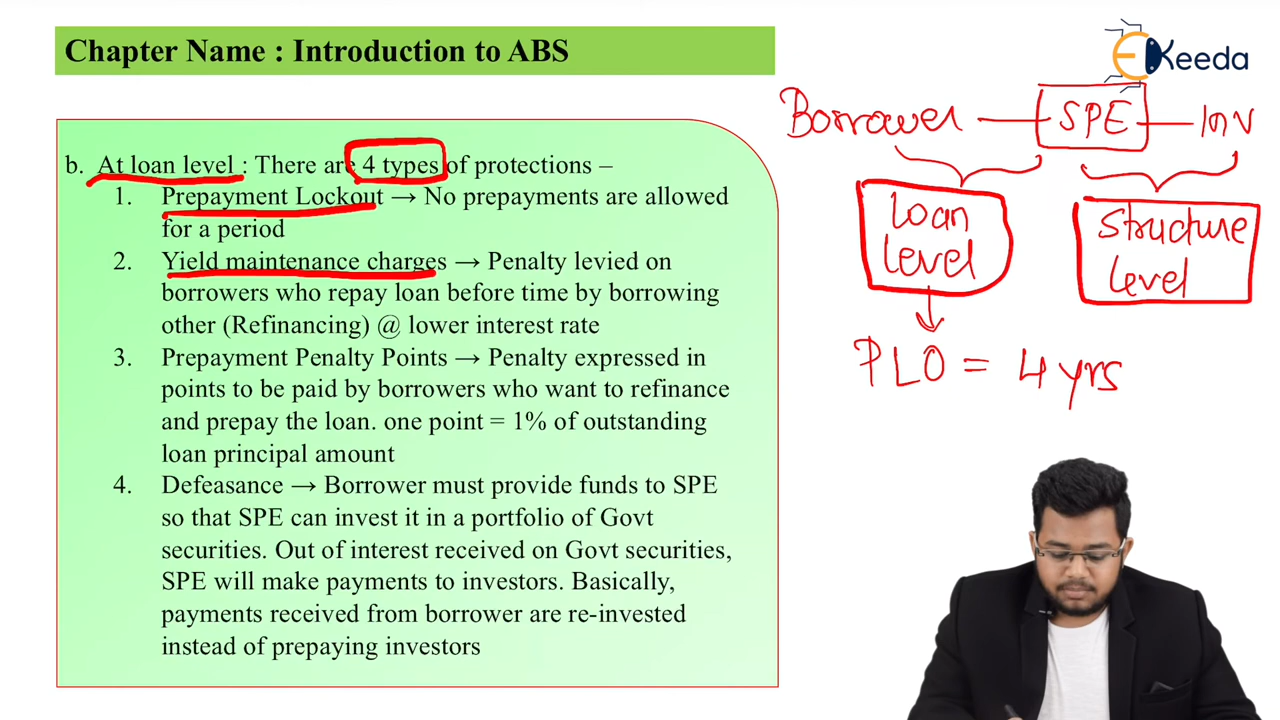 Chapter Name : Introduction to ABS
EKeeda
b. At loan level : There are 4 types of protections –
1. Prepayment Lockout → No prepayments are allowed
for a period
2. Yield maintenance charges → Penalty levied on
borrowers who repay loan before time by borrowing
other (Refinancing) @ lower interest rate
3. Prepayment Penalty Points → Penalty expressed in
points to be paid by borrowers who want to refinance
and prepay the loan. one point = 1% of outstanding
loan principal amount
4. Defeasance → Borrower must provide funds to SPE
so that SPE can invest it in a portfolio of Govt
securities. Out of interest received on Govt securities,
SPE will make payments to investors. Basically,
payments received from borrower are re-invested
instead of prepaying investors
Borrower — SPE — Inv
Loan
level
Structure
level
PLO = 4 yrs